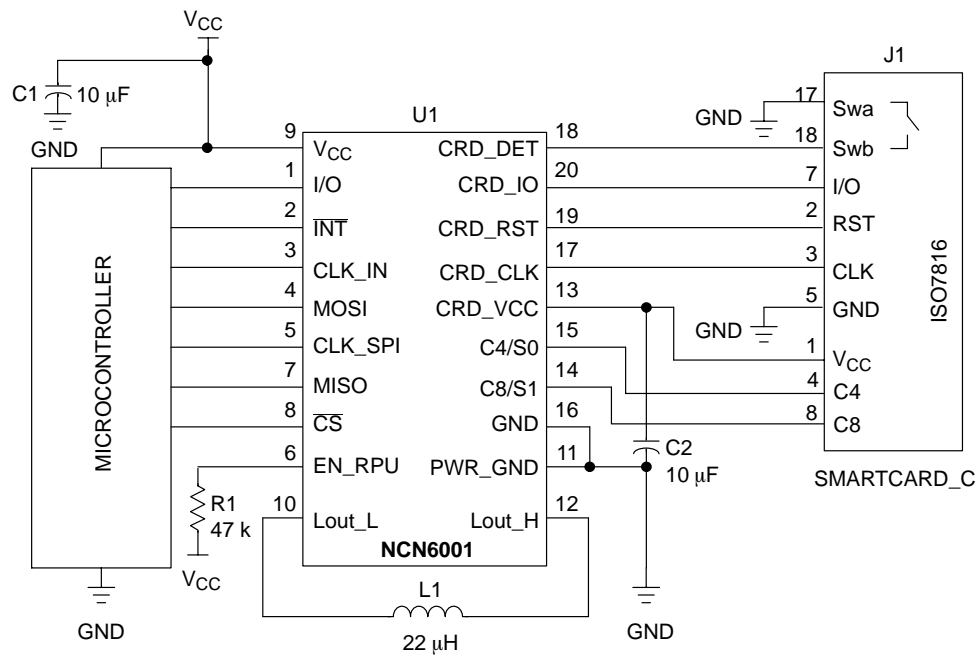 VCC
C1
10 μF
GND
MICROCONTROLLER
GND
U1
9 VCC
1 I/O
2 INT
3 CLK_IN
4 MOSI
5 CLK_SPI
7 MISO
8 CS
6 EN_RPU
10 Lout_L
R1
47 k
VCC
CRD_DET 18
CRD_IO 20
CRD_RST 19
CRD_CLK 17
CRD_VCC 13
C4/S0 15
C8/S1 14
GND 16
PWR_GND 11
Lout_H 12
NCN6001
L1
22 μH
C2
10 μF
GND
J1
GND
17 Swa
18 Swb
7 I/O
2 RST
3 CLK
5 GND
GND
1 VCC
4 C4
8 C8
ISO7816
SMARTCARD_C